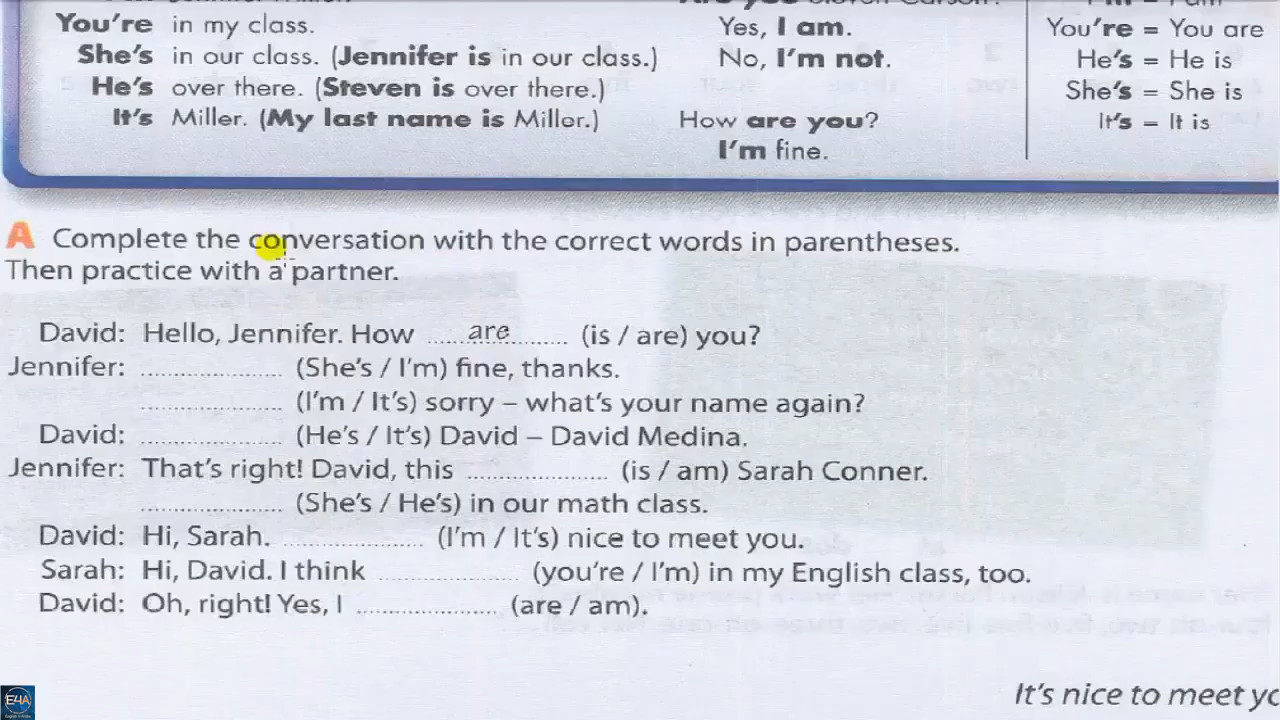 You're in my class.
Yes, I am.
You're = You are
She's in our class. (Jennifer is in our class.)
No, I'm not.
He's = He is
He's over there. (Steven is over there.)
She's = She is
It's Miller. (My last name is Miller.)
How are you?
It's = It is
I'm fine.
A Complete the conversation with the correct words in parentheses.
Then practice with a partner.
David: Hello, Jennifer. How ....are.... (is / are) you?
Jennifer: .................... (She's / I'm) fine, thanks.
.................... (I'm / It's) sorry – what's your name again?
David: .................... (He's / It's) David – David Medina.
Jennifer: That's right! David, this .................... (is / am) Sarah Conner.
.................... (She's / He's) in our math class.
David: Hi, Sarah. .................... (I'm / It's) nice to meet you.
Sarah: Hi, David. I think .................... (you're / I'm) in my English class, too.
David: Oh, right! Yes, I .................... (are / am).
It's nice to meet yo
E4A